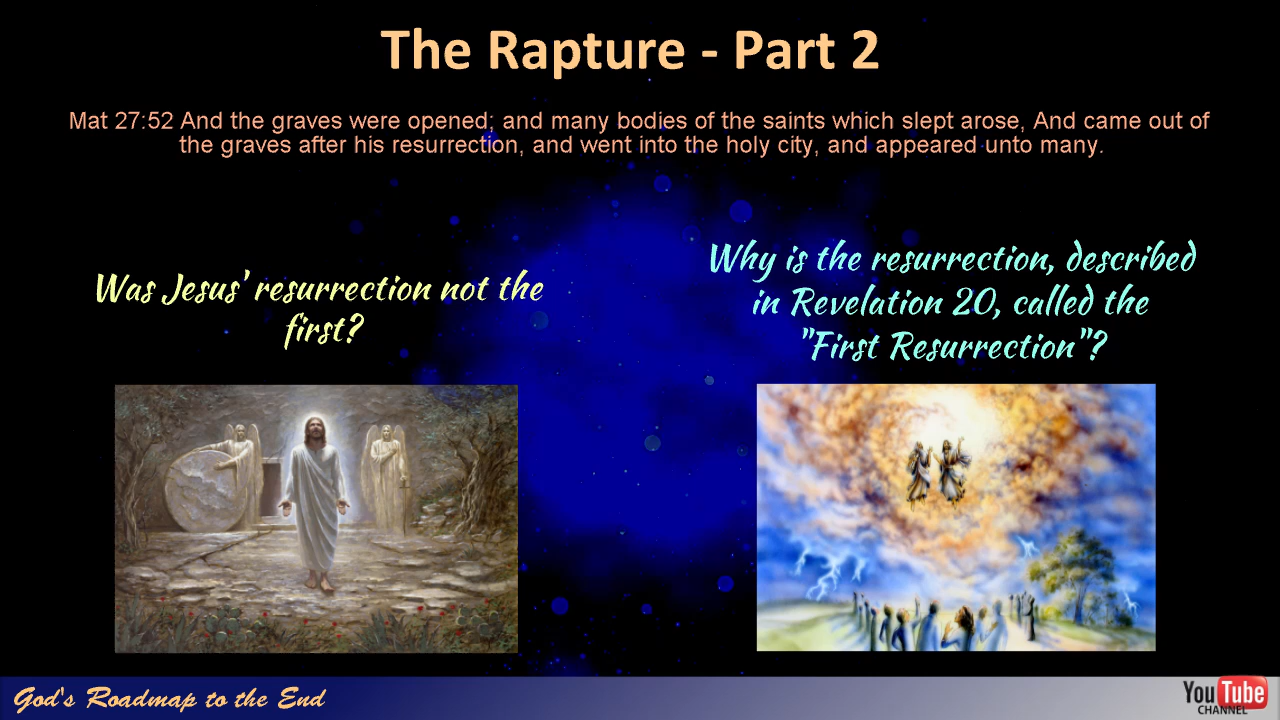 The Rapture - Part 2
Mat 27:52 And the graves were opened; and many bodies of the saints which slept arose, And came out of
the graves after his resurrection, and went into the holy city, and appeared unto many.
Was Jesus' resurrection not the
first?
Why is the resurrection, described
in Revelation 20, called the
"First Resurrection"?
God's Roadmap to the End
YouTube
CHANNEL